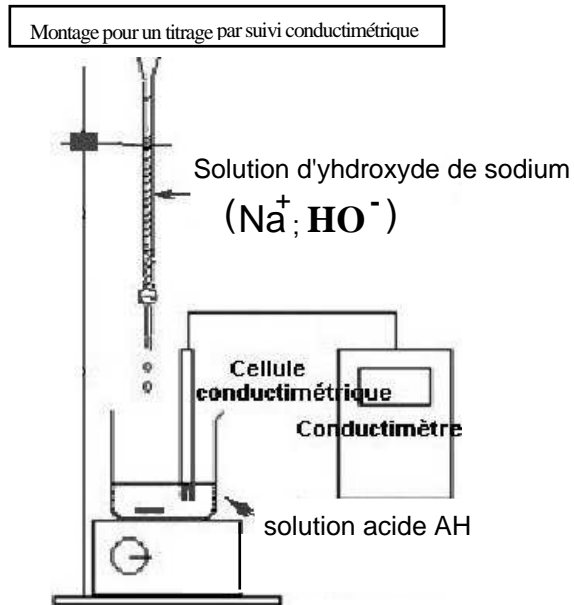 Montage pour un titrage par suivi conductimétrique
Solution d'yhdroxyde de sodium
(Na⁺; HO⁻)
Cellule
conductimétrique
Conductimètre
solution acide AH